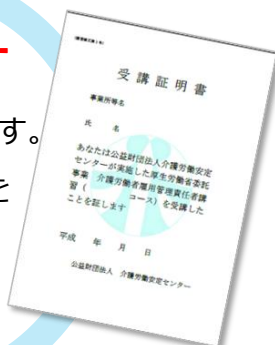 受 講 証 明 書
事業所等名
氏 名
す。
あなたは公益財団法人介護労働安定
センターが実施した厚生労働省委託
事業 介護労働者雇用管理責任者講
習( コース)を受講した
ことを証します
を
平成 年 月 日
公益財団法人 介護労働安定センター